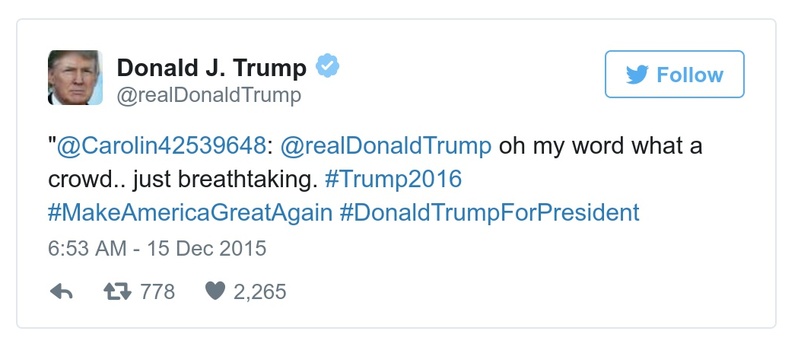 Donald J. Trump
@realDonaldTrump
Follow
"@Carolin42539648: @realDonaldTrump oh my word what a
crowd.. just breathtaking. #Trump2016
#MakeAmericaGreatAgain #DonaldTrumpForPresident
6:53 AM - 15 Dec 2015
778 2,265